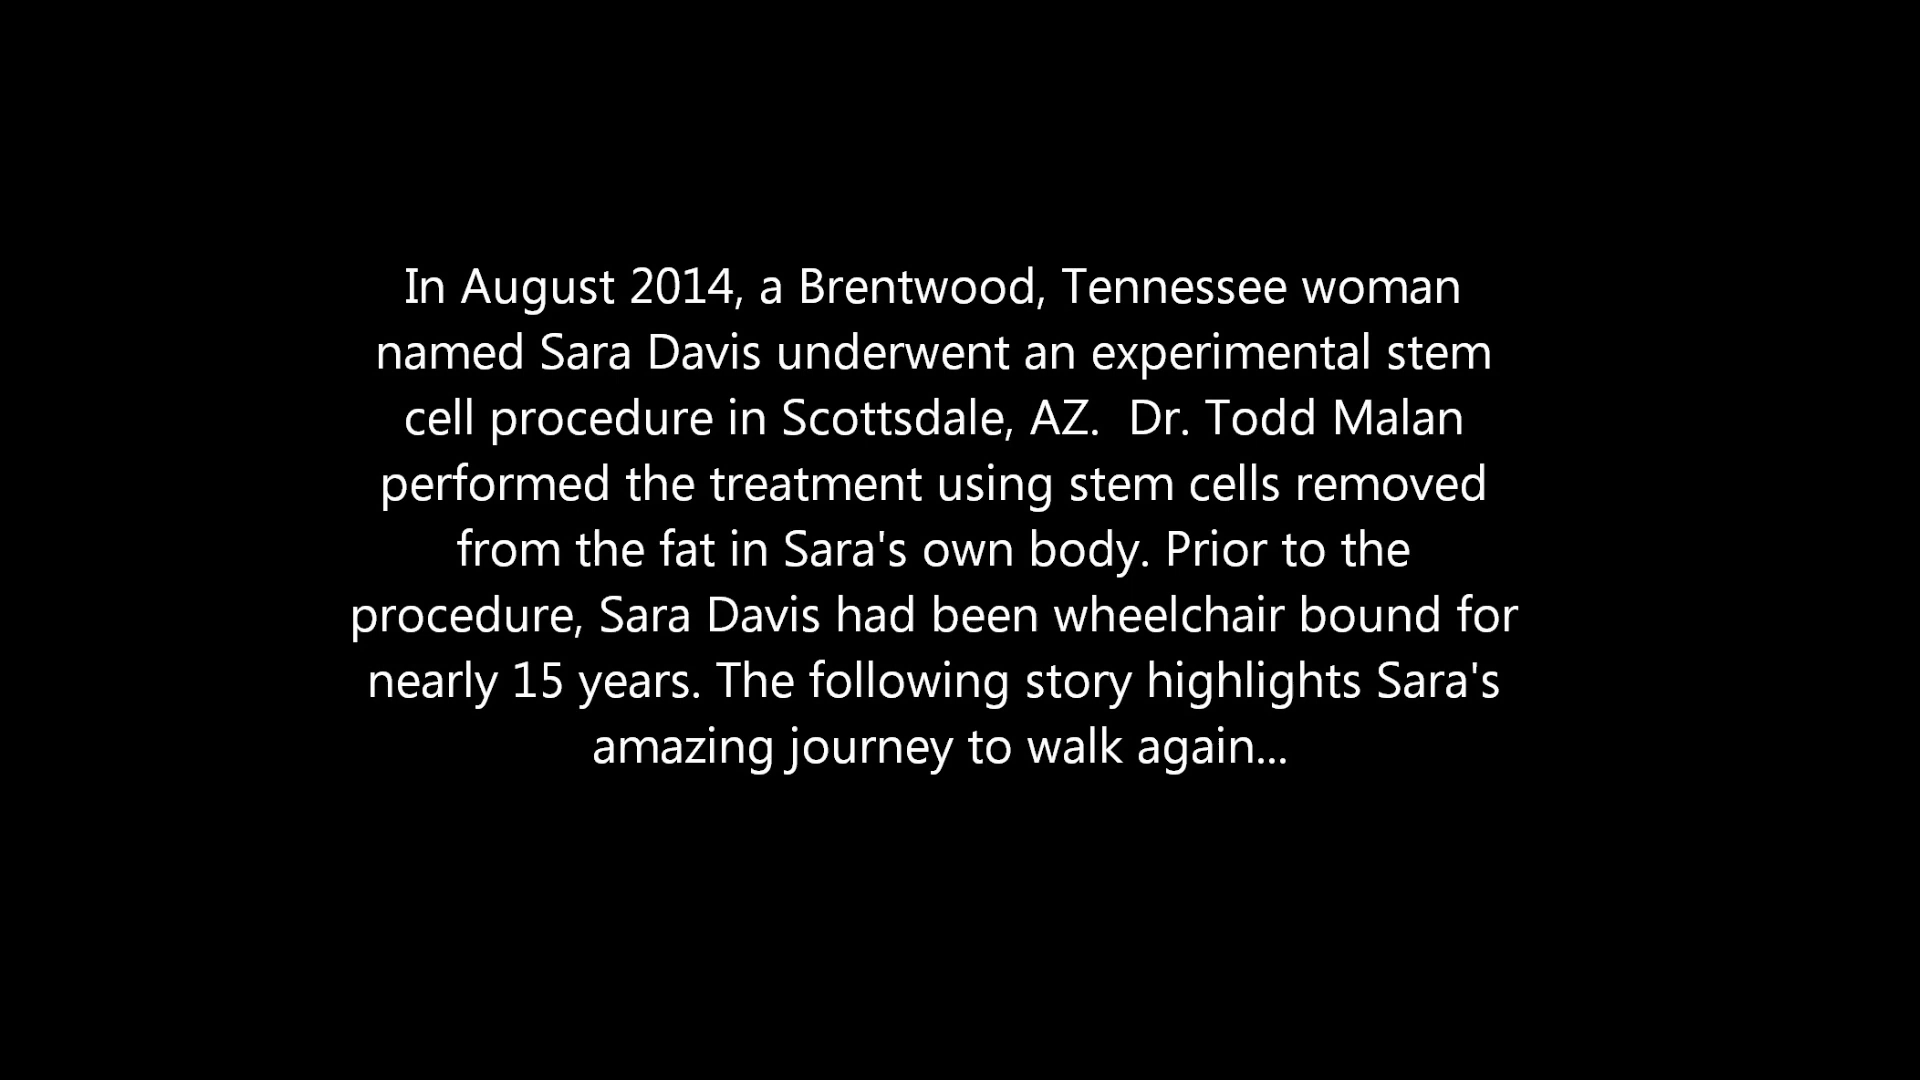 In August 2014, a Brentwood, Tennessee woman
named Sara Davis underwent an experimental stem
cell procedure in Scottsdale, AZ.  Dr. Todd Malan
performed the treatment using stem cells removed
from the fat in Sara's own body. Prior to the
procedure, Sara Davis had been wheelchair bound for
nearly 15 years. The following story highlights Sara's
amazing journey to walk again...